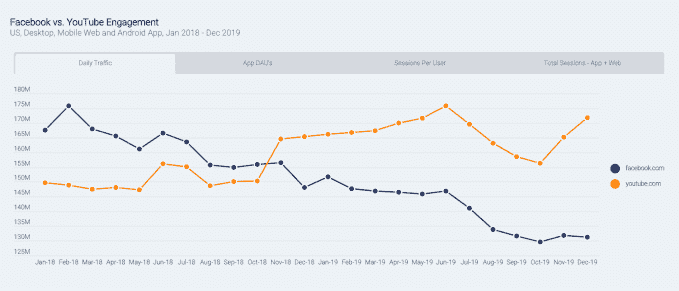 Facebook vs. YouTube Engagement
US, Desktop, Mobile Web and Android App, Jan 2018 - Dec 2019
Daily Traffic App DAU's Sessions Per User Total Sessions - App + Web
180M
170M
165M
160M
155M
150M
145M
140M
135M
130M
125M
facebook.com
youtube.com
Jan-18 Feb-18 Mar-18 Apr-18 May-18 Jun-18 Jul-18 Aug-18 Sep-18 Oct-18 Nov-18 Dec-18 Jan-19 Feb-19 Mar-19 Apr-19 May-19 Jun-19 Jul-19 Aug-19 Sep-19 Oct-19 Nov-19 Dec-19